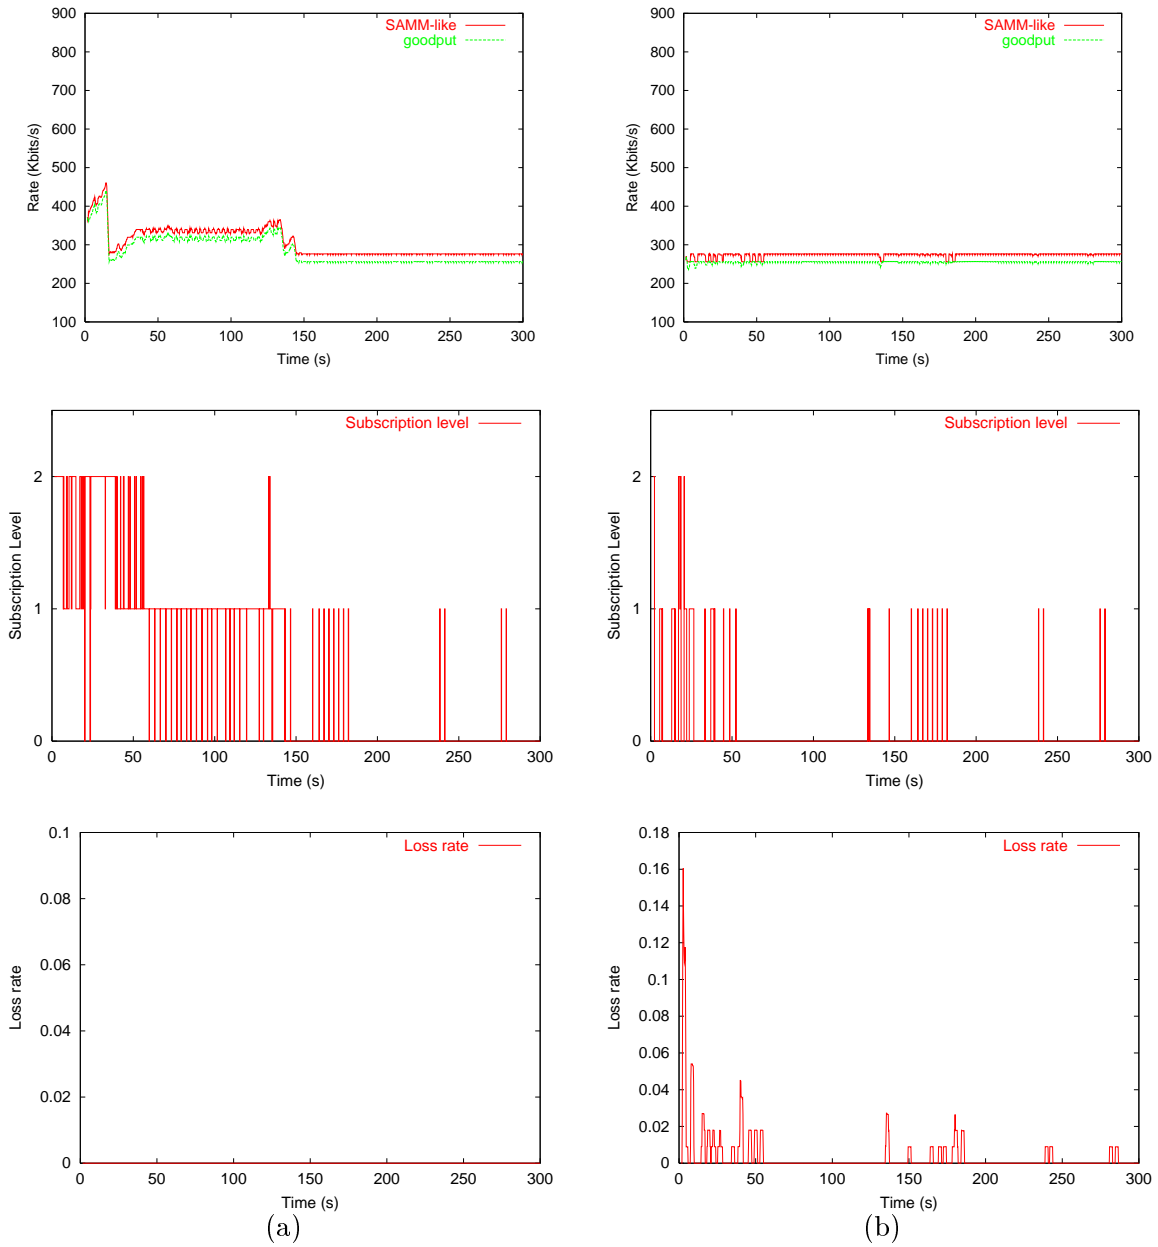 900
800
700
600
500
400
300
200
100
0 50 100 150 200 250 300
Rate (Kbits/s)
Time (s)
SAMM-like
goodput
900
800
700
600
500
400
300
200
100
0 50 100 150 200 250 300
Rate (Kbits/s)
Time (s)
SAMM-like
goodput
2
1
0
0 50 100 150 200 250 300
Subscription Level
Time (s)
Subscription level
2
1
0
0 50 100 150 200 250 300
Subscription Level
Time (s)
Subscription level
0.1
0.08
0.06
0.04
0.02
0
0 50 100 150 200 250 300
Loss rate
Time (s)
Loss rate
(a)
0.18
0.16
0.14
0.12
0.1
0.08
0.06
0.04
0.02
0
0 50 100 150 200 250 300
Loss rate
Time (s)
Loss rate
(b)